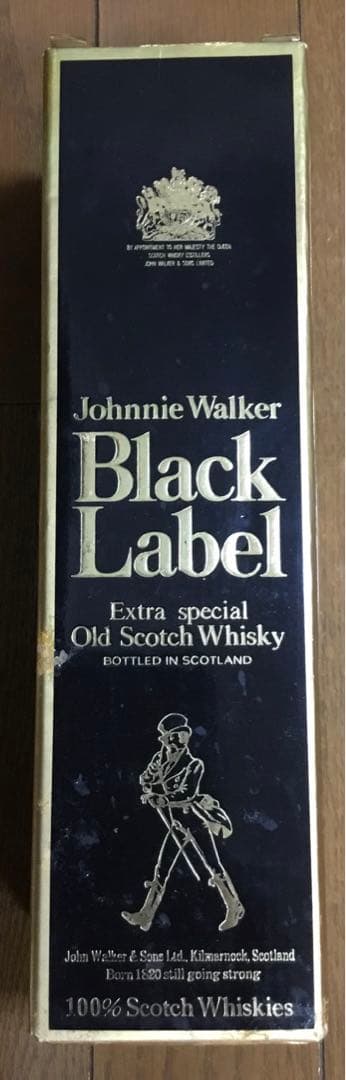 BY APPOINTMENT TO HER MAJESTY THE QUEEN
SCOTCH WHISKY DISTILLERS
JOHN WALKER & SONS LIMITED
Johnnie Walker
Black
Label
Extra special
Old Scotch Whisky
BOTTLED IN SCOTLAND
John Walker & Sons Ltd., Kilmarnock, Scotland
Born 1820 still going strong
100% Scotch Whiskies